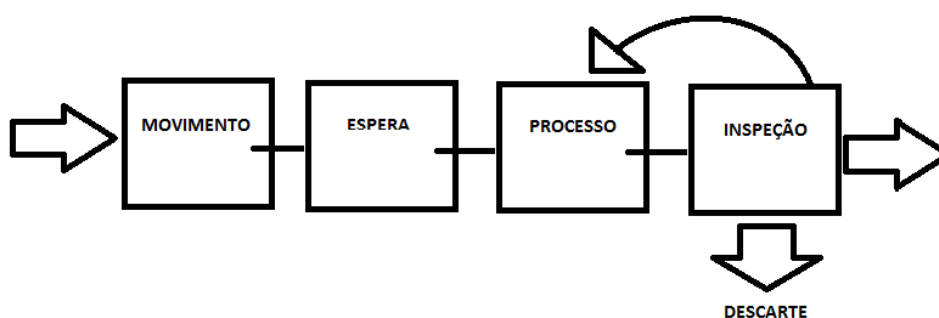 MOVIMENTO
ESPERA
PROCESSO
INSPEÇÃO
DESCARTE